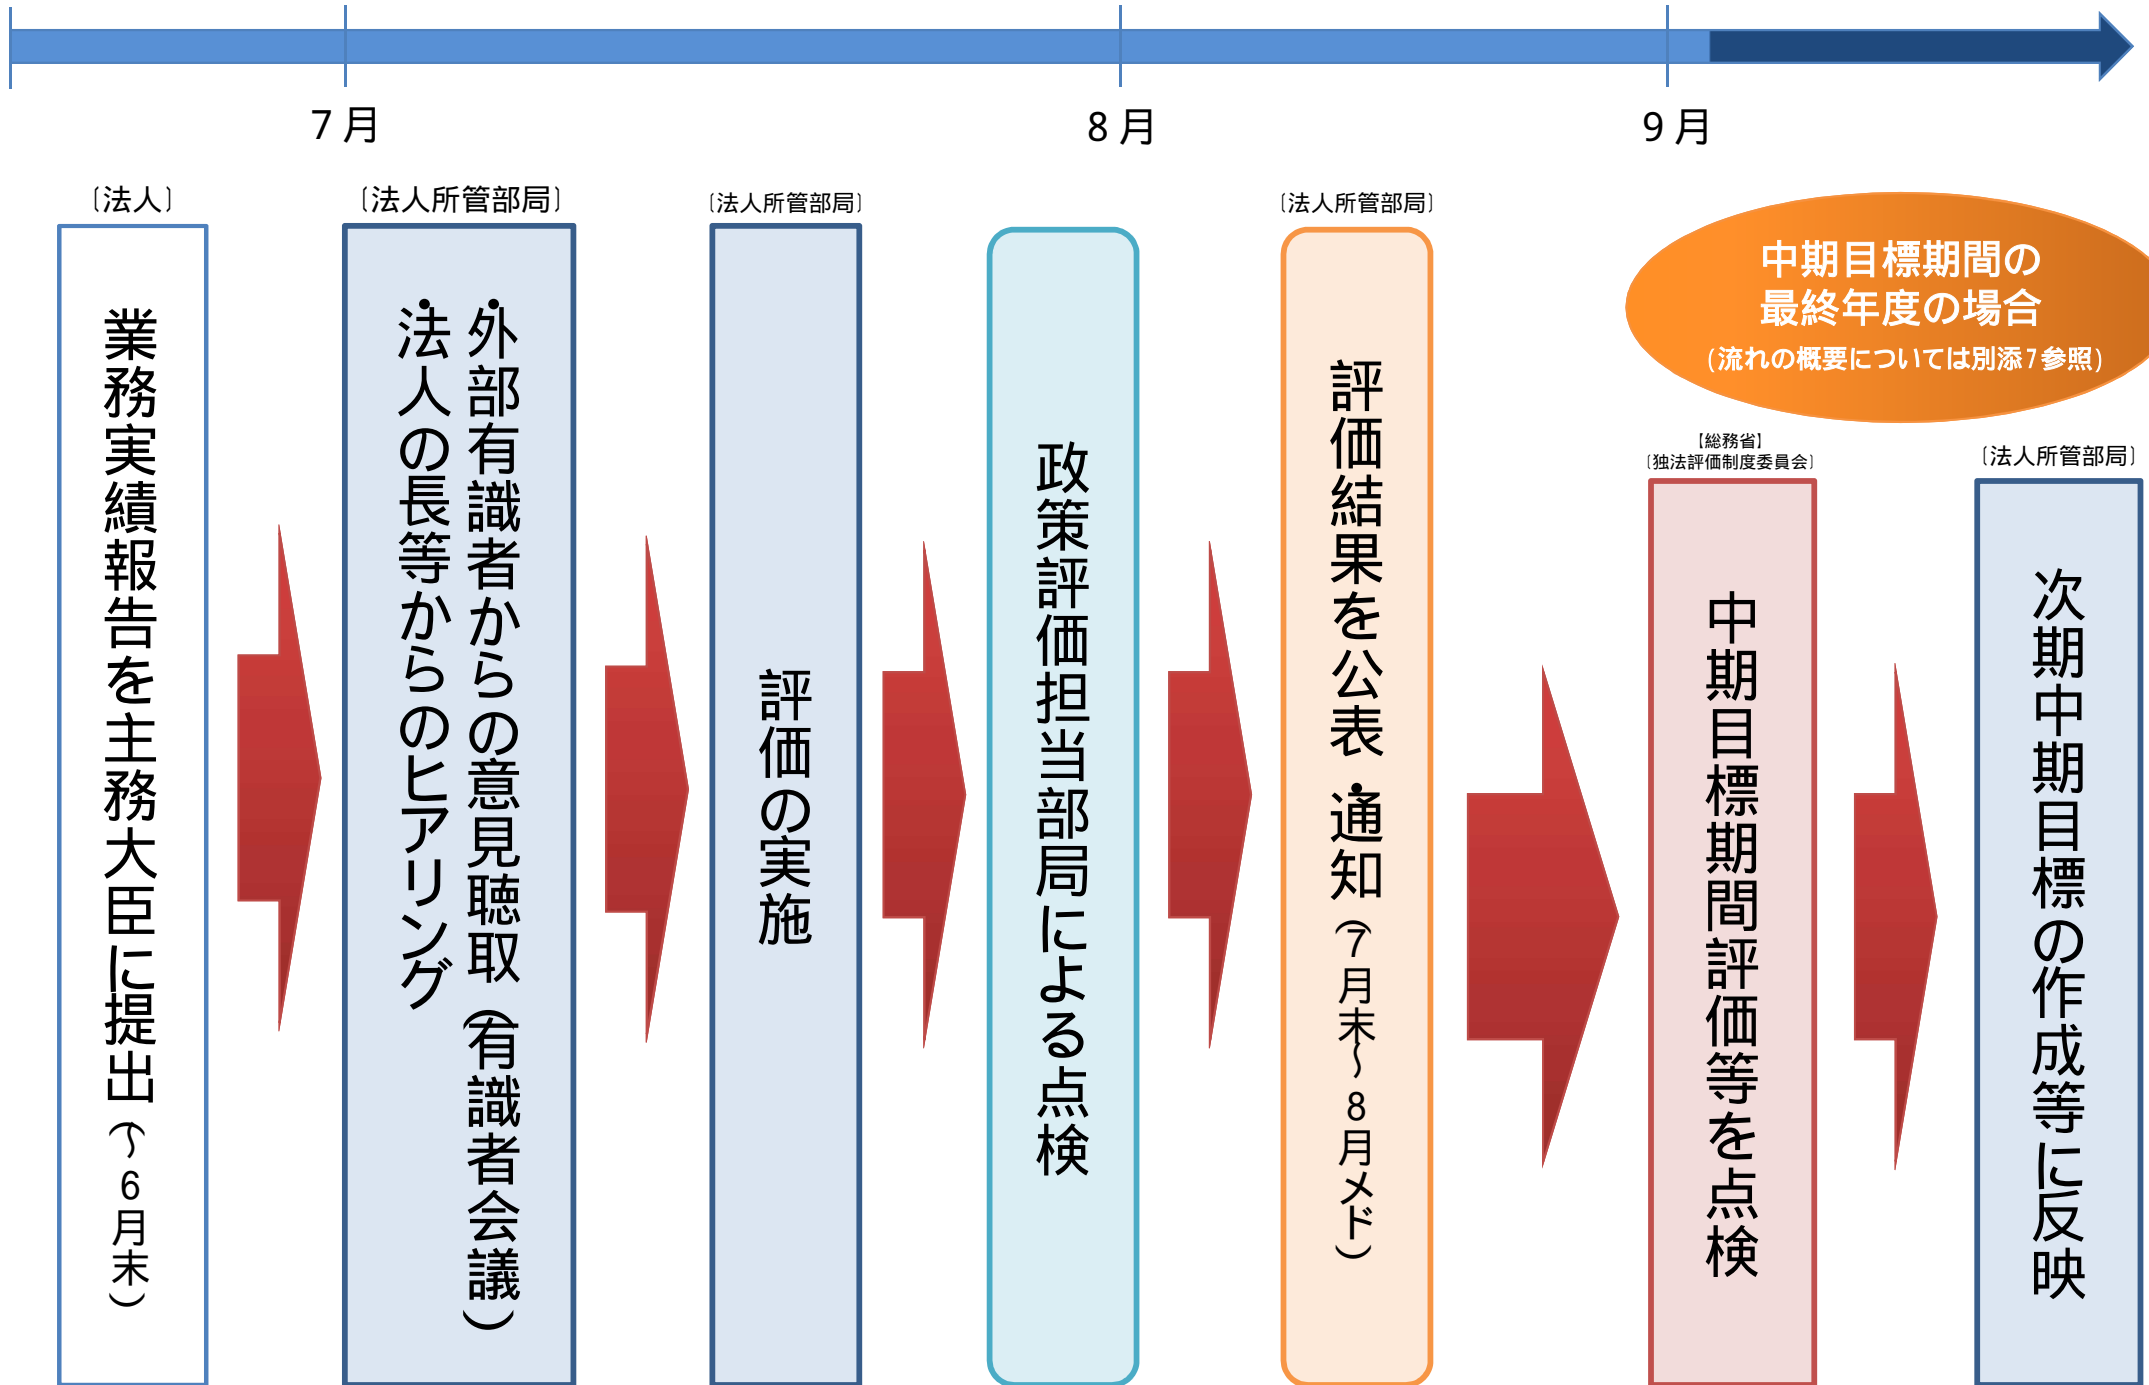 7月
8月
9月
〔法人〕
業務実績報告を主務大臣に提出（～6月末）
〔法人所管部局〕
・外部有識者からの意見聴取（有識者会議）
・法人の長等からのヒアリング
〔法人所管部局〕
評価の実施
政策評価担当部局による点検
〔法人所管部局〕
評価結果を公表・通知（7月末～8月メド）
中期目標期間の
最終年度の場合
（流れの概要については別添7参照）
【総務省】
〔独法評価制度委員会〕
中期目標期間評価等を点検
〔法人所管部局〕
次期中期目標の作成等に反映